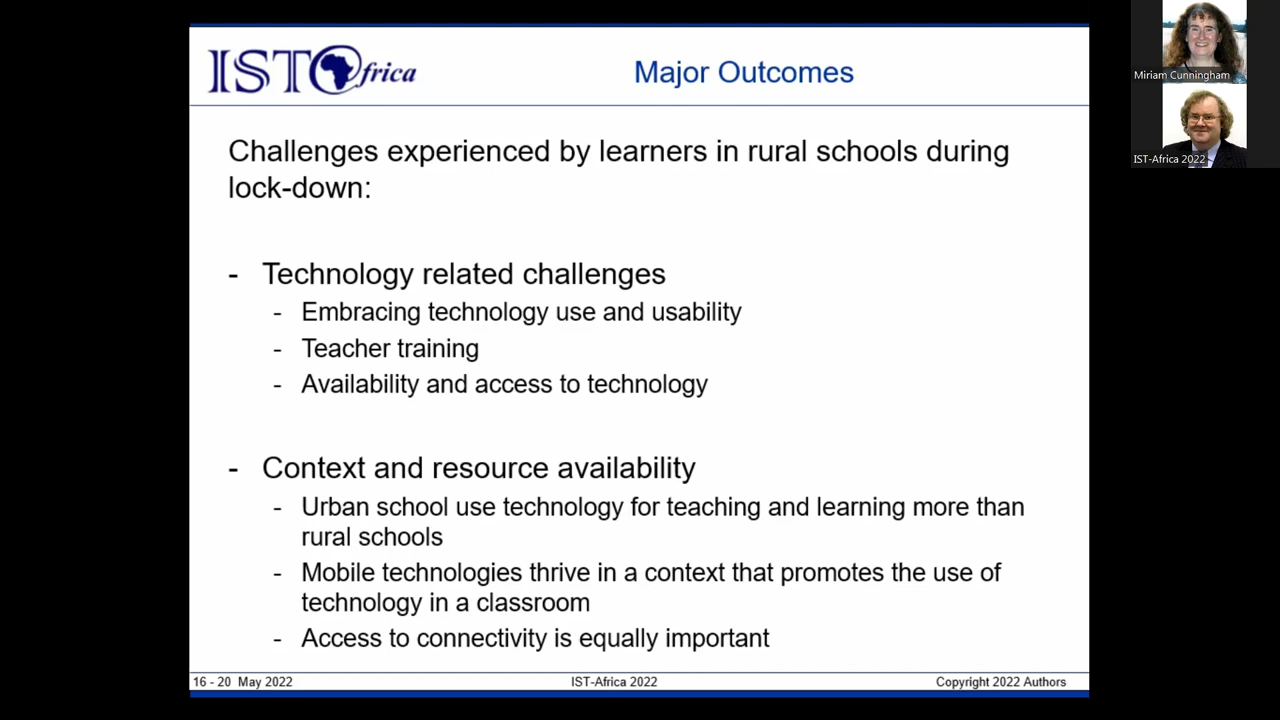 IST Africa
Major Outcomes
Challenges experienced by learners in rural schools during
lock-down:
- Technology related challenges
- Embracing technology use and usability
- Teacher training
- Availability and access to technology
- Context and resource availability
- Urban school use technology for teaching and learning more than
rural schools
- Mobile technologies thrive in a context that promotes the use of
technology in a classroom
- Access to connectivity is equally important
16 - 20 May 2022
IST-Africa 2022
Copyright 2022 Authors
Miriam Cunningham
IST-Africa 2022